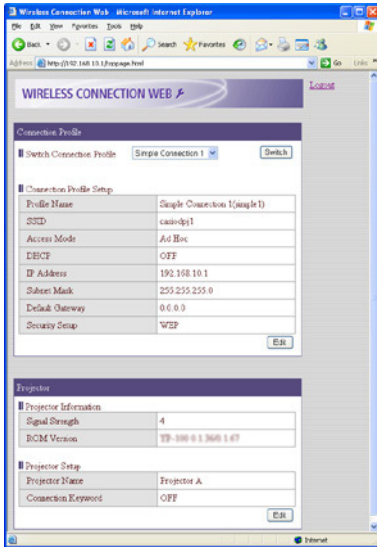 Wireless Connection Web - Microsoft Internet Explorer
File Edit View Favorites Tools Help
Back Search Favorites
Address http://192.168.10.1/toppage.html Go Links
WIRELESS CONNECTION WEB
Logout
Connection Profile
Switch Connection Profile Simple Connection 1 Switch
Connection Profile Setup
Profile Name Simple Connection 1(simple1)
SSID casiodpj1
Access Mode Ad Hoc
DHCP OFF
IP Address 192.168.10.1
Subnet Mask 255.255.255.0
Default Gateway 0.0.0.0
Security Setup WEP
Edit
Projector
Projector Information
Signal Strength 4
ROM Version
Projector Setup
Projector Name Projector A
Connection Keyword OFF
Edit
Internet